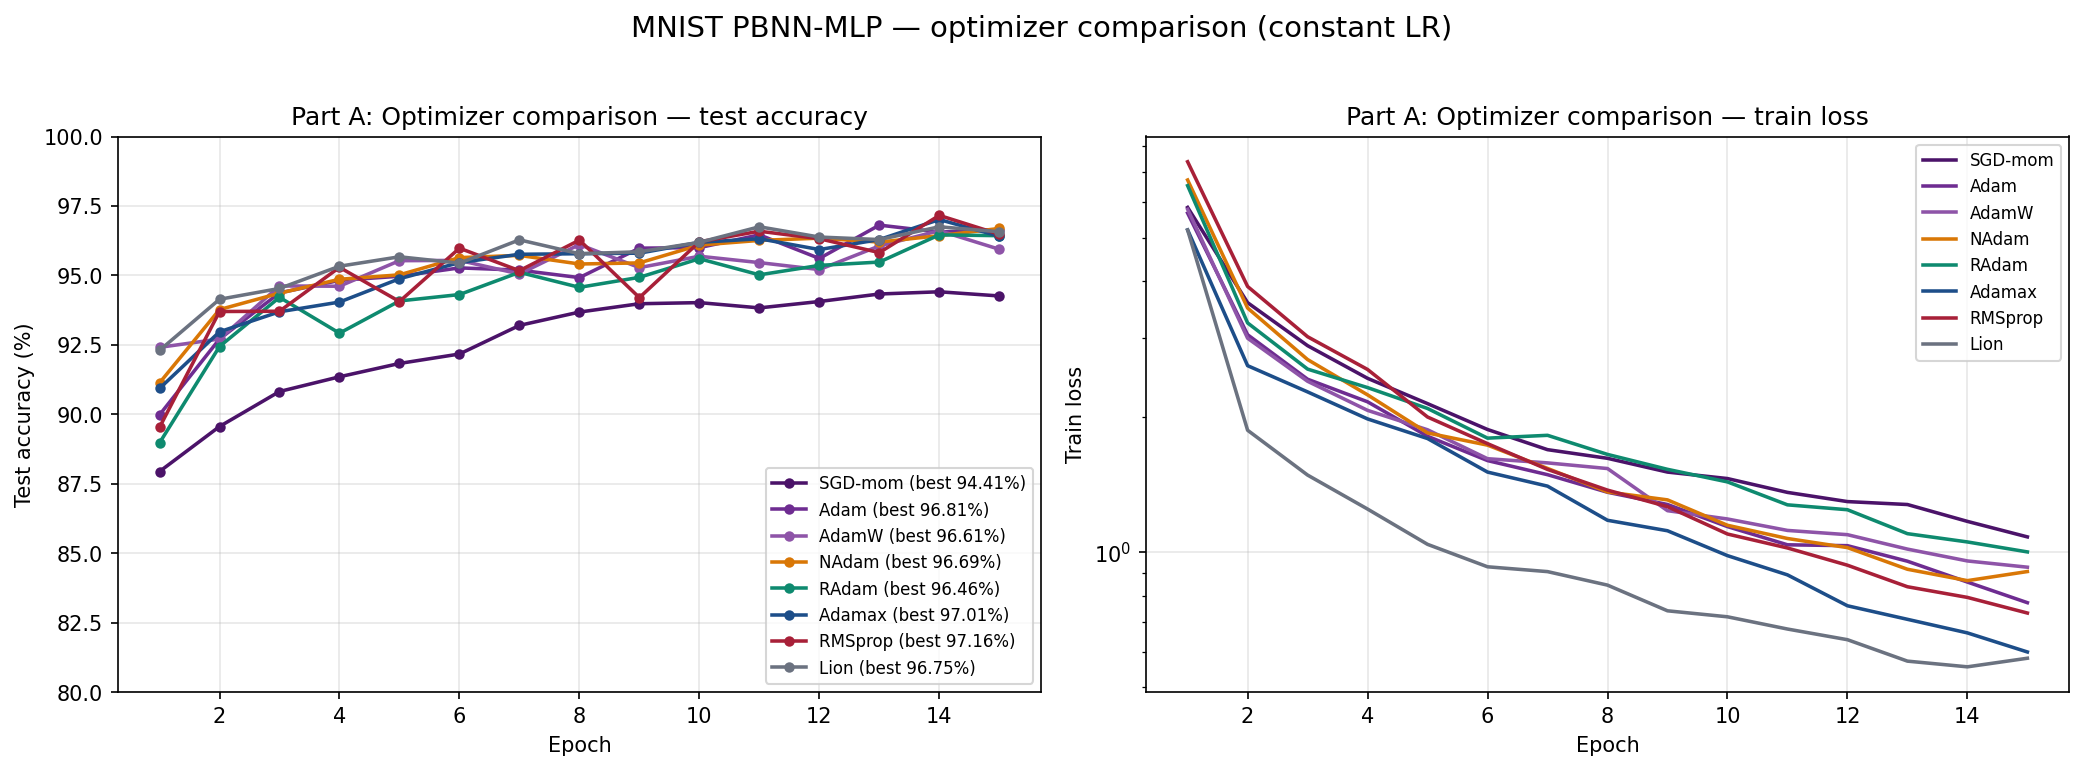 MNIST PBNN-MLP — optimizer comparison (constant LR)
Part A: Optimizer comparison — test accuracy
100.0
97.5
95.0
92.5
90.0
87.5
85.0
82.5
80.0
Test accuracy (%)
SGD-mom (best 94.41%)
Adam (best 96.81%)
AdamW (best 96.61%)
NAdam (best 96.69%)
RAdam (best 96.46%)
Adamax (best 97.01%)
RMSprop (best 97.16%)
Lion (best 96.75%)
2 4 6 8 10 12 14
Epoch
Part A: Optimizer comparison — train loss
Train loss
10⁰
SGD-mom
Adam
AdamW
NAdam
RAdam
Adamax
RMSprop
Lion
2 4 6 8 10 12 14
Epoch